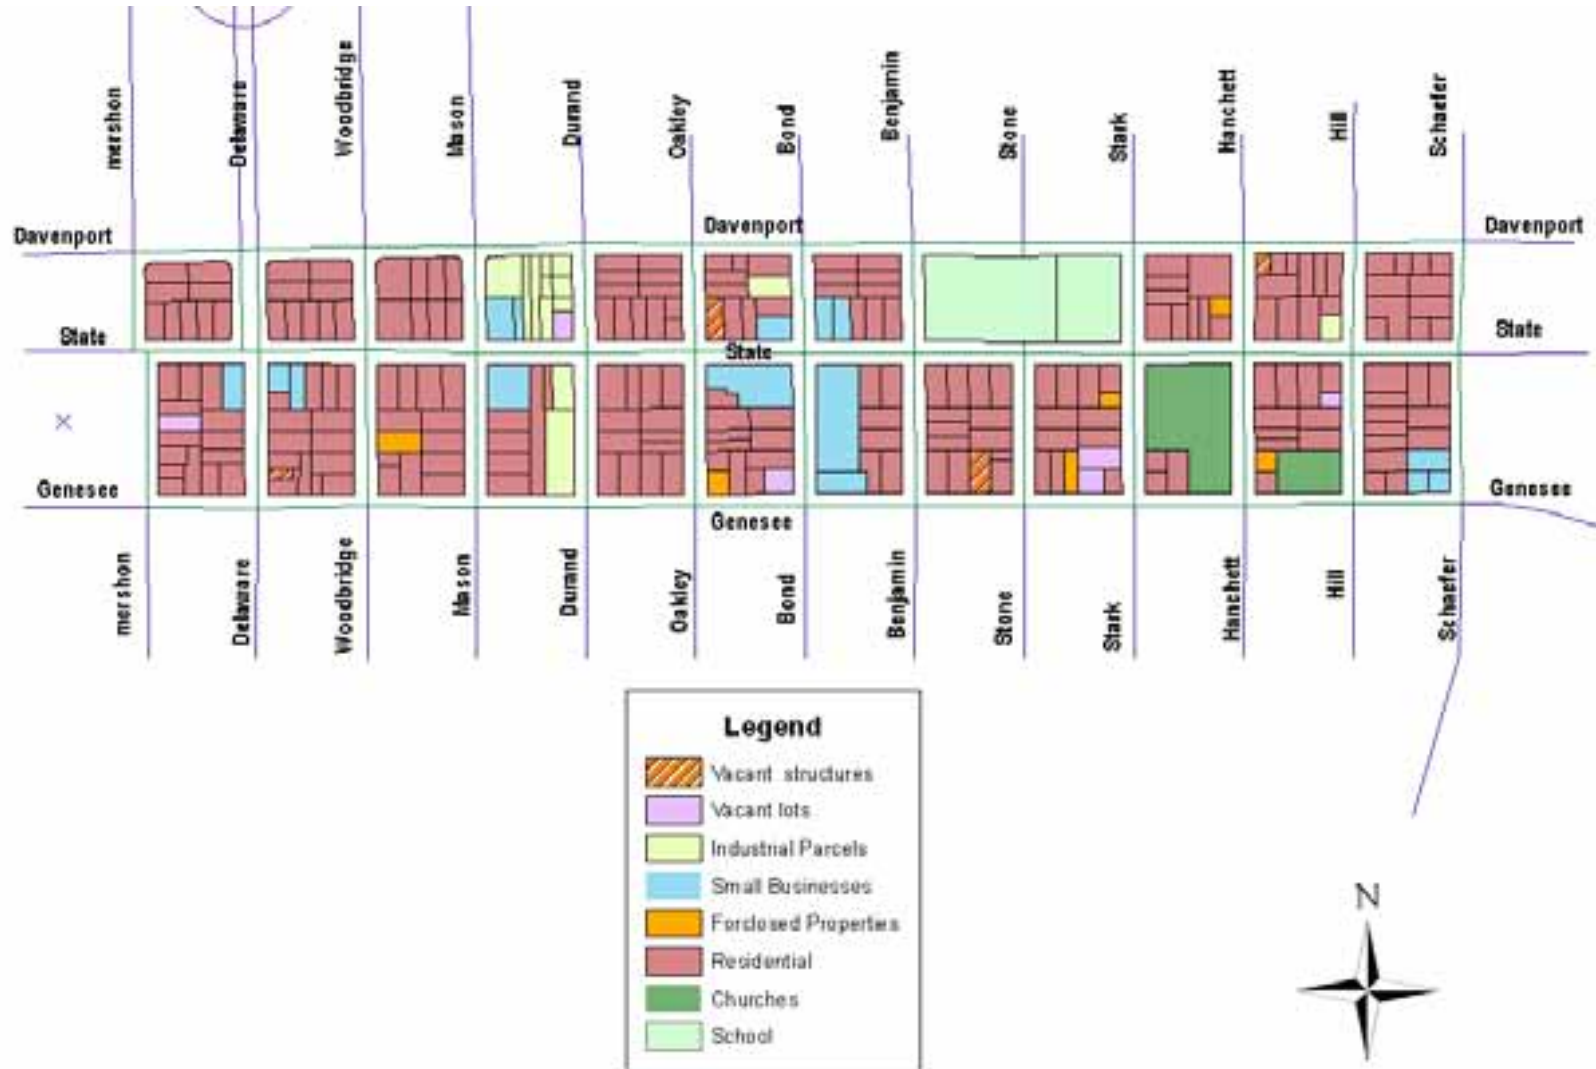 mershon
Delaware
Woodbridge
Mason
Durand
Oakley
Bond
Benjamin
Stone
Stark
Hanchett
Hill
Schaefer
Davenport
Davenport
Davenport
State
State
State
Genesee
Genesee
Genesee
mershon
Delaware
Woodbridge
Mason
Durand
Oakley
Bond
Benjamin
Stone
Stark
Hanchett
Hill
Schaefer
Legend
Vacant structures
Vacant lots
Industrial Parcels
Small Businesses
Forclosed Properties
Residential
Churches
School
N